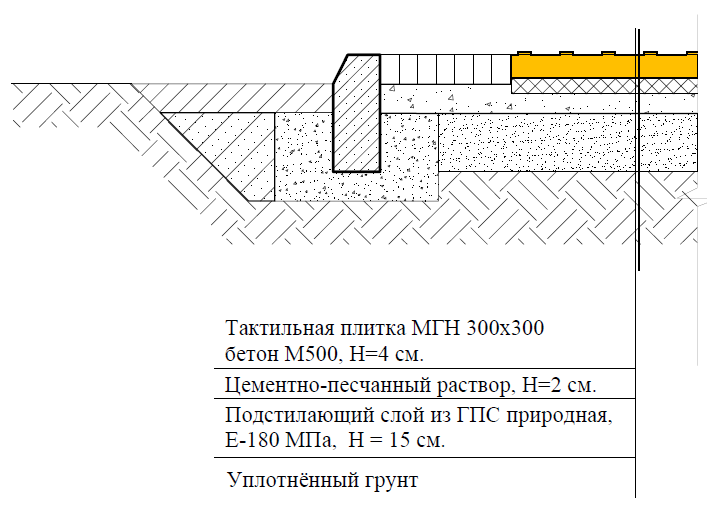 Тактильная плитка МГН 300х300
бетон М500, Н=4 см.
Цементно-песчанный раствор, Н=2 см.
Подстилающий слой из ГПС природная,
Е-180 МПа, Н = 15 см.
Уплотнённый грунт